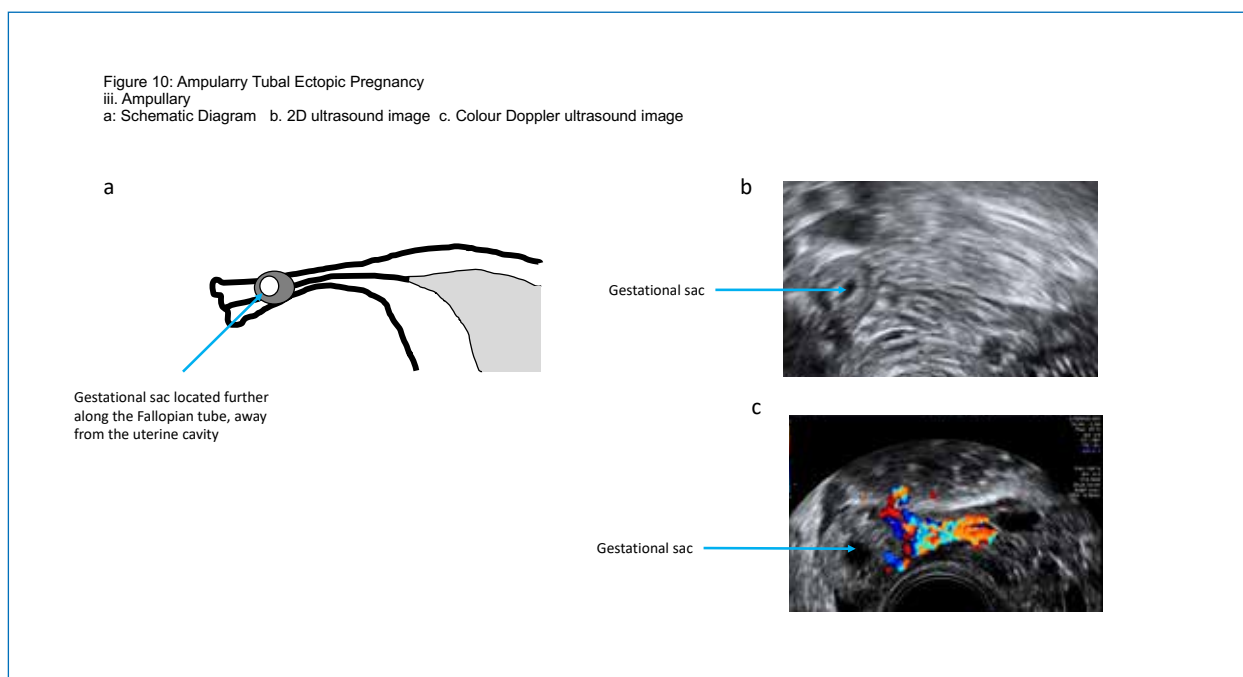 Figure 10: Ampularry Tubal Ectopic Pregnancy
iii. Ampullary
a: Schematic Diagram   b. 2D ultrasound image  c. Colour Doppler ultrasound image
a
b
Gestational sac
Gestational sac located further
along the Fallopian tube, away
from the uterine cavity
c
Gestational sac